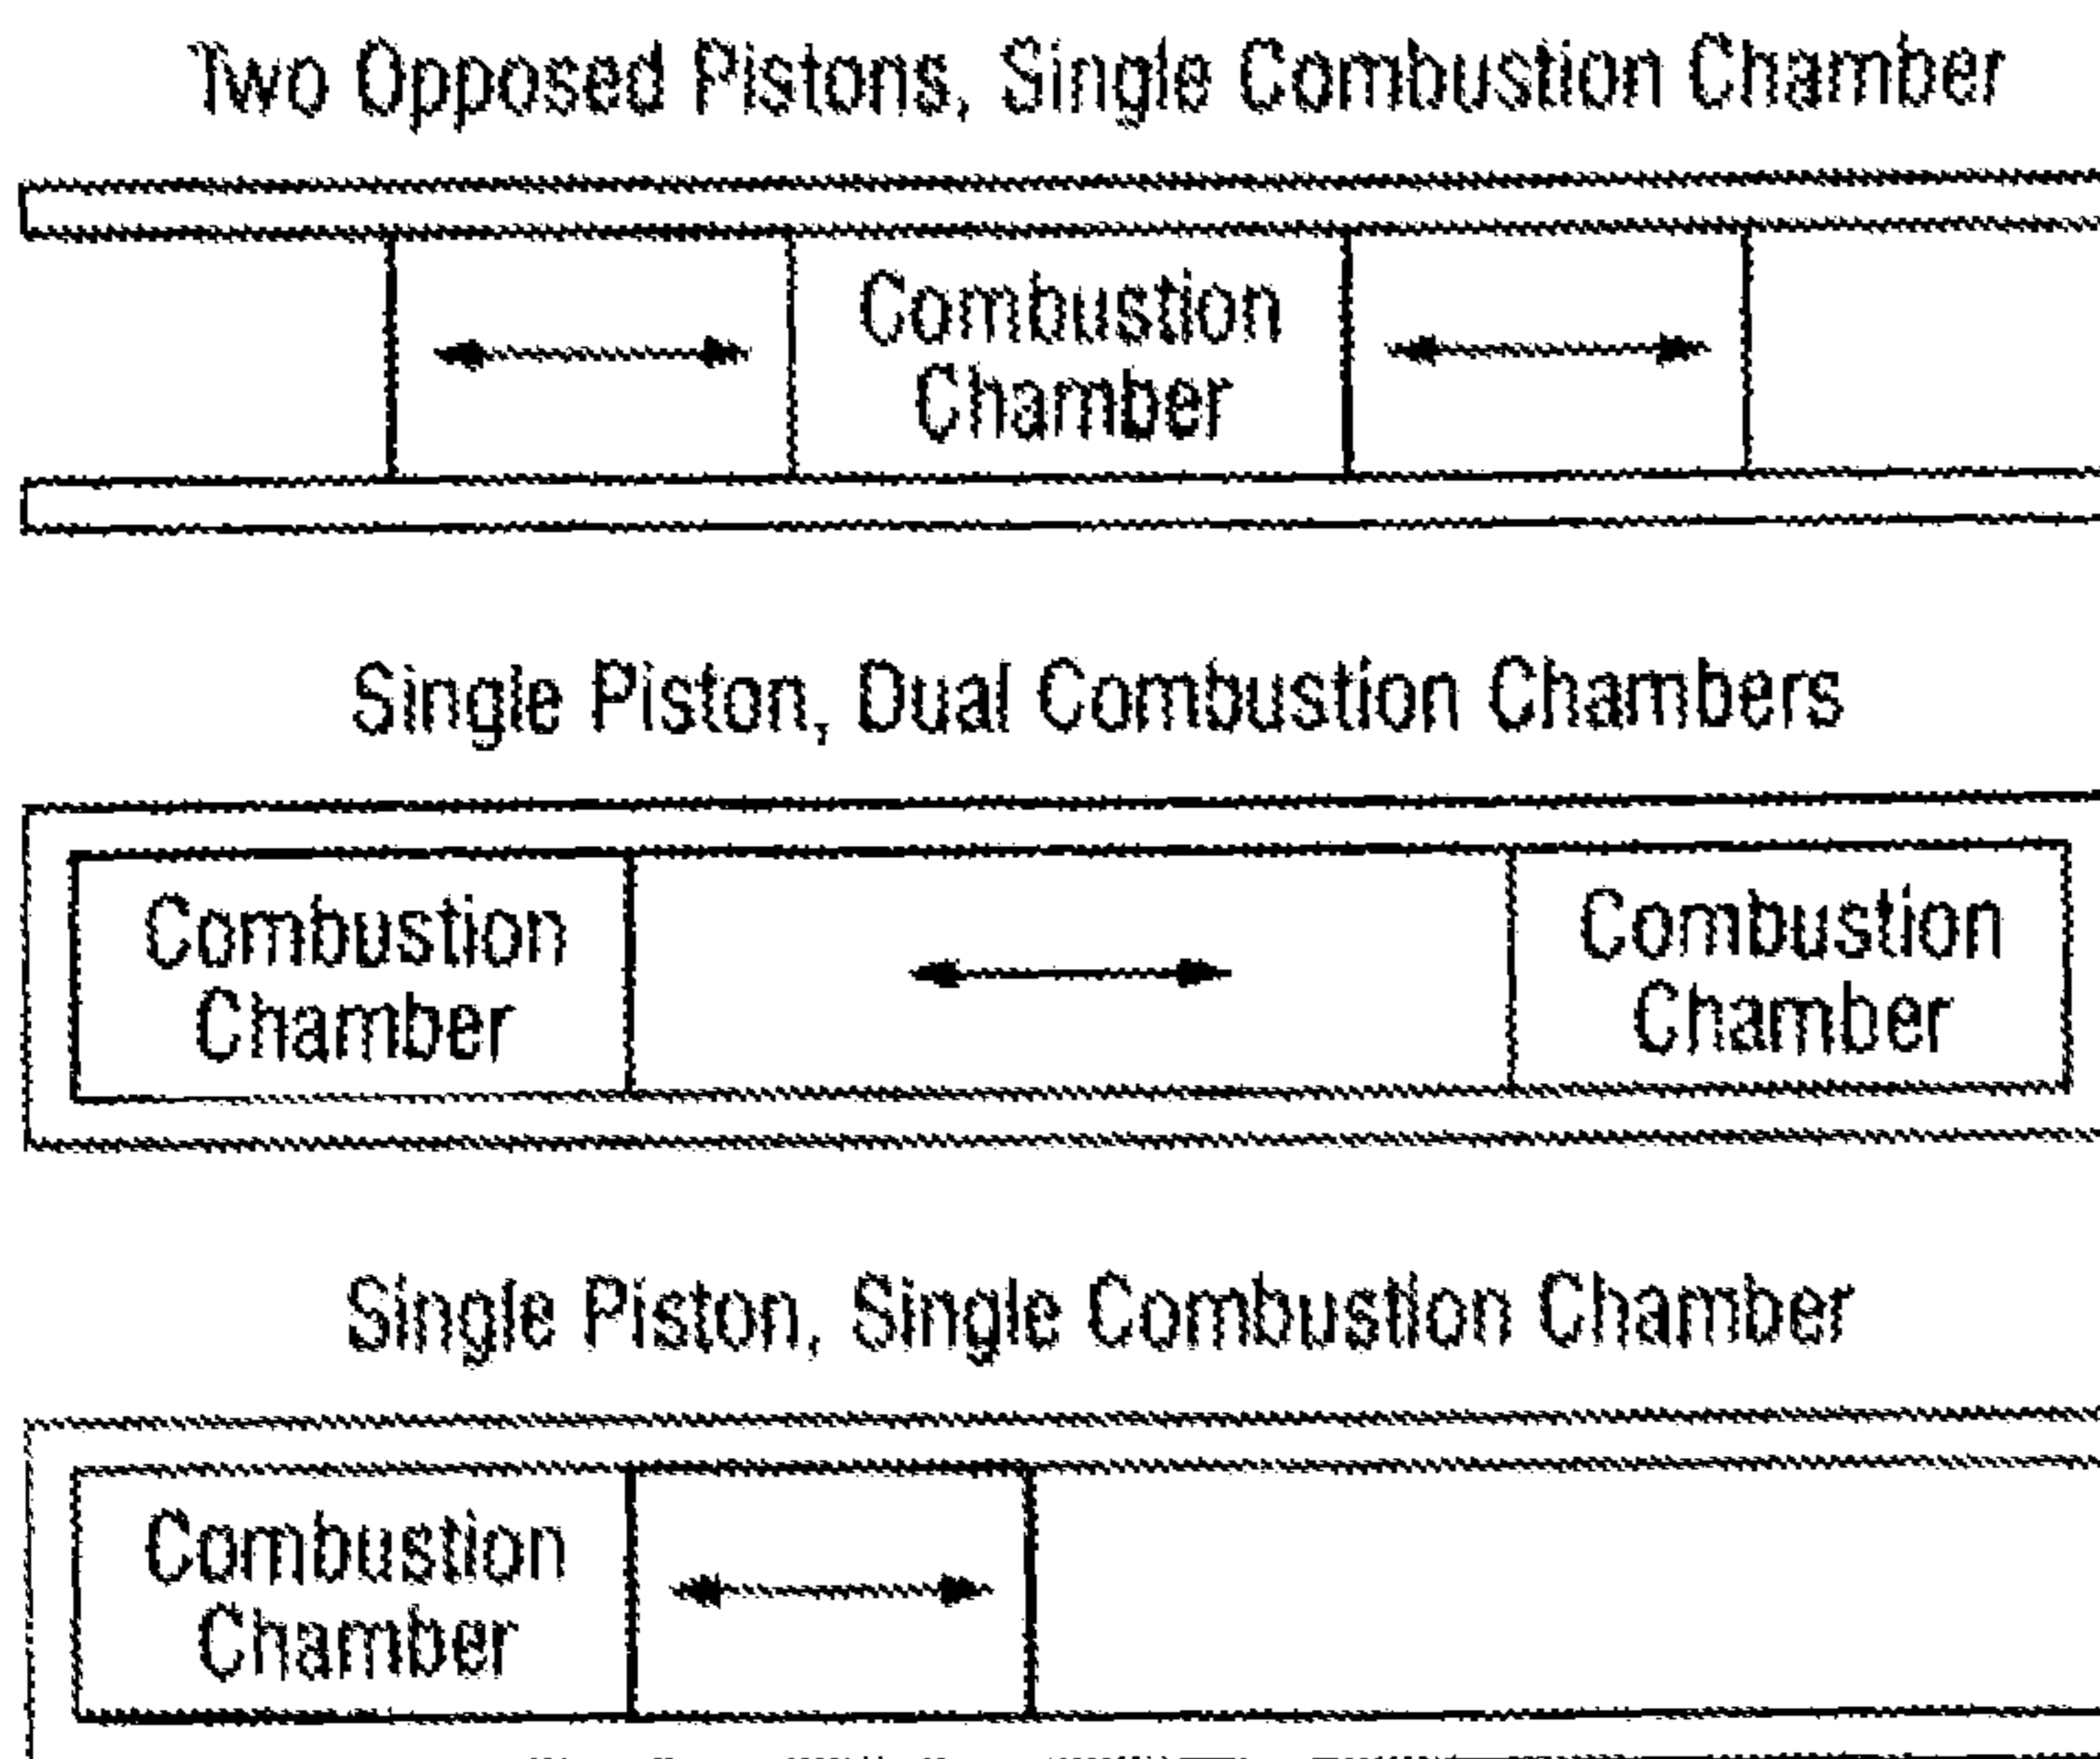 Two Opposed Pistons, Single Combustion Chamber
Combustion
Chamber
Single Piston, Dual Combustion Chambers
Combustion
Chamber
Combustion
Chamber
Single Piston, Single Combustion Chamber
Combustion
Chamber